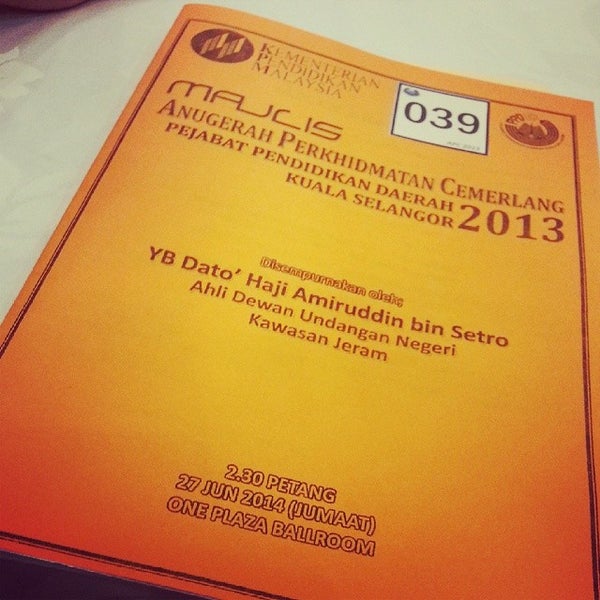 KEMENTERIAN
PENDIDIKAN
MALAYSIA
039
MAJLIS
ANUGERAH PERKHIDMATAN CEMERLANG
PEJABAT PENDIDIKAN DAERAH
KUALA SELANGOR 2013
Disempurnakan oleh;
YB Dato' Haji Amiruddin bin Setro
Ahli Dewan Undangan Negeri
Kawasan Jeram
2.30 PETANG
27 JUN 2014 (JUMAAT)
ONE PLAZA BALLROOM